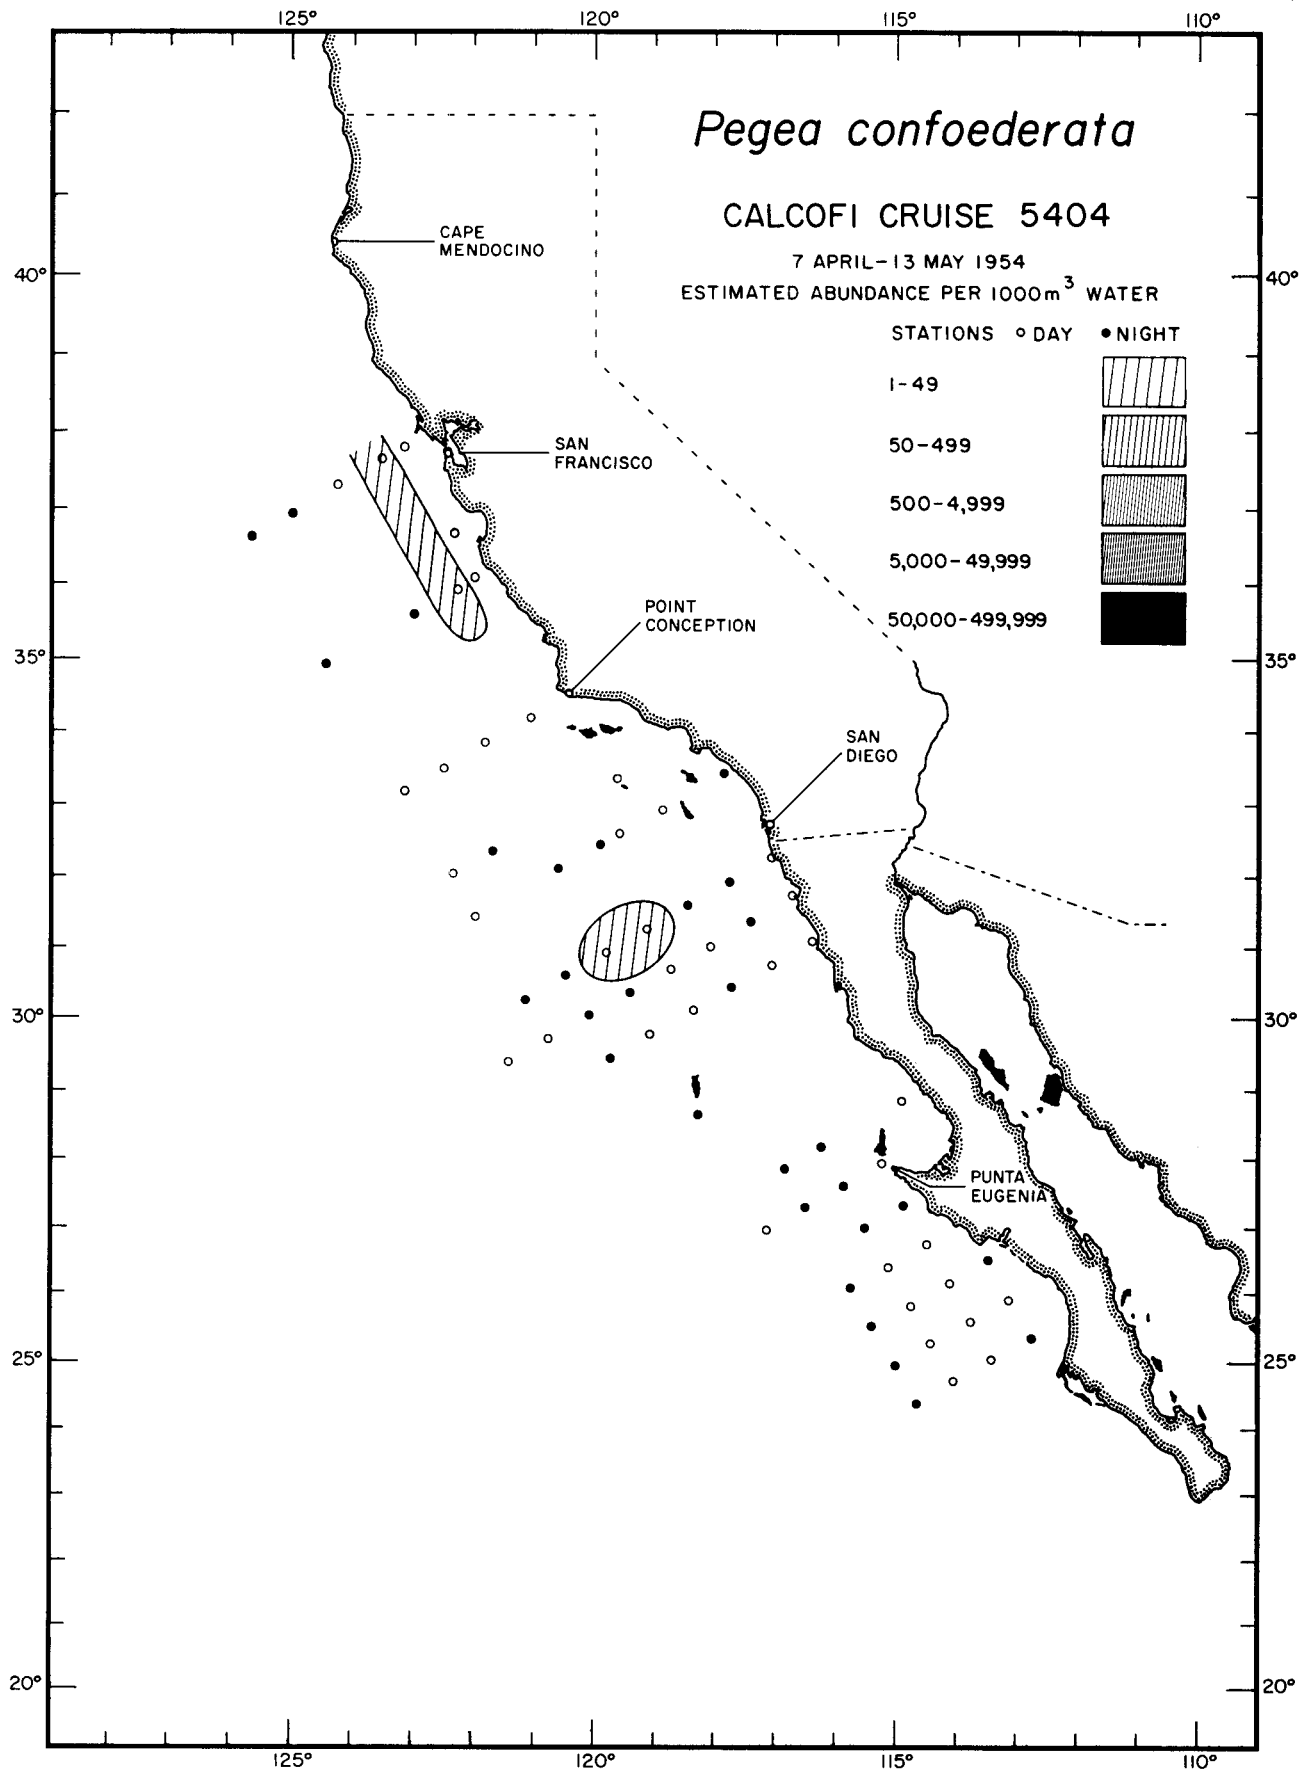 125° 120° 115° 110°
Pegea confoederata
CALCOFI CRUISE 5404
7 APRIL-13 MAY 1954
ESTIMATED ABUNDANCE PER 1000m³ WATER
STATIONS ○ DAY ● NIGHT
1-49
50-499
500-4,999
5,000-49,999
50,000-499,999
CAPE
MENDOCINO
40° 40°
SAN
FRANCISCO
POINT
CONCEPTION
35° 35°
SAN
DIEGO
30° 30°
PUNTA
EUGENIA
25° 25°
20° 20°
125° 120° 115° 110°